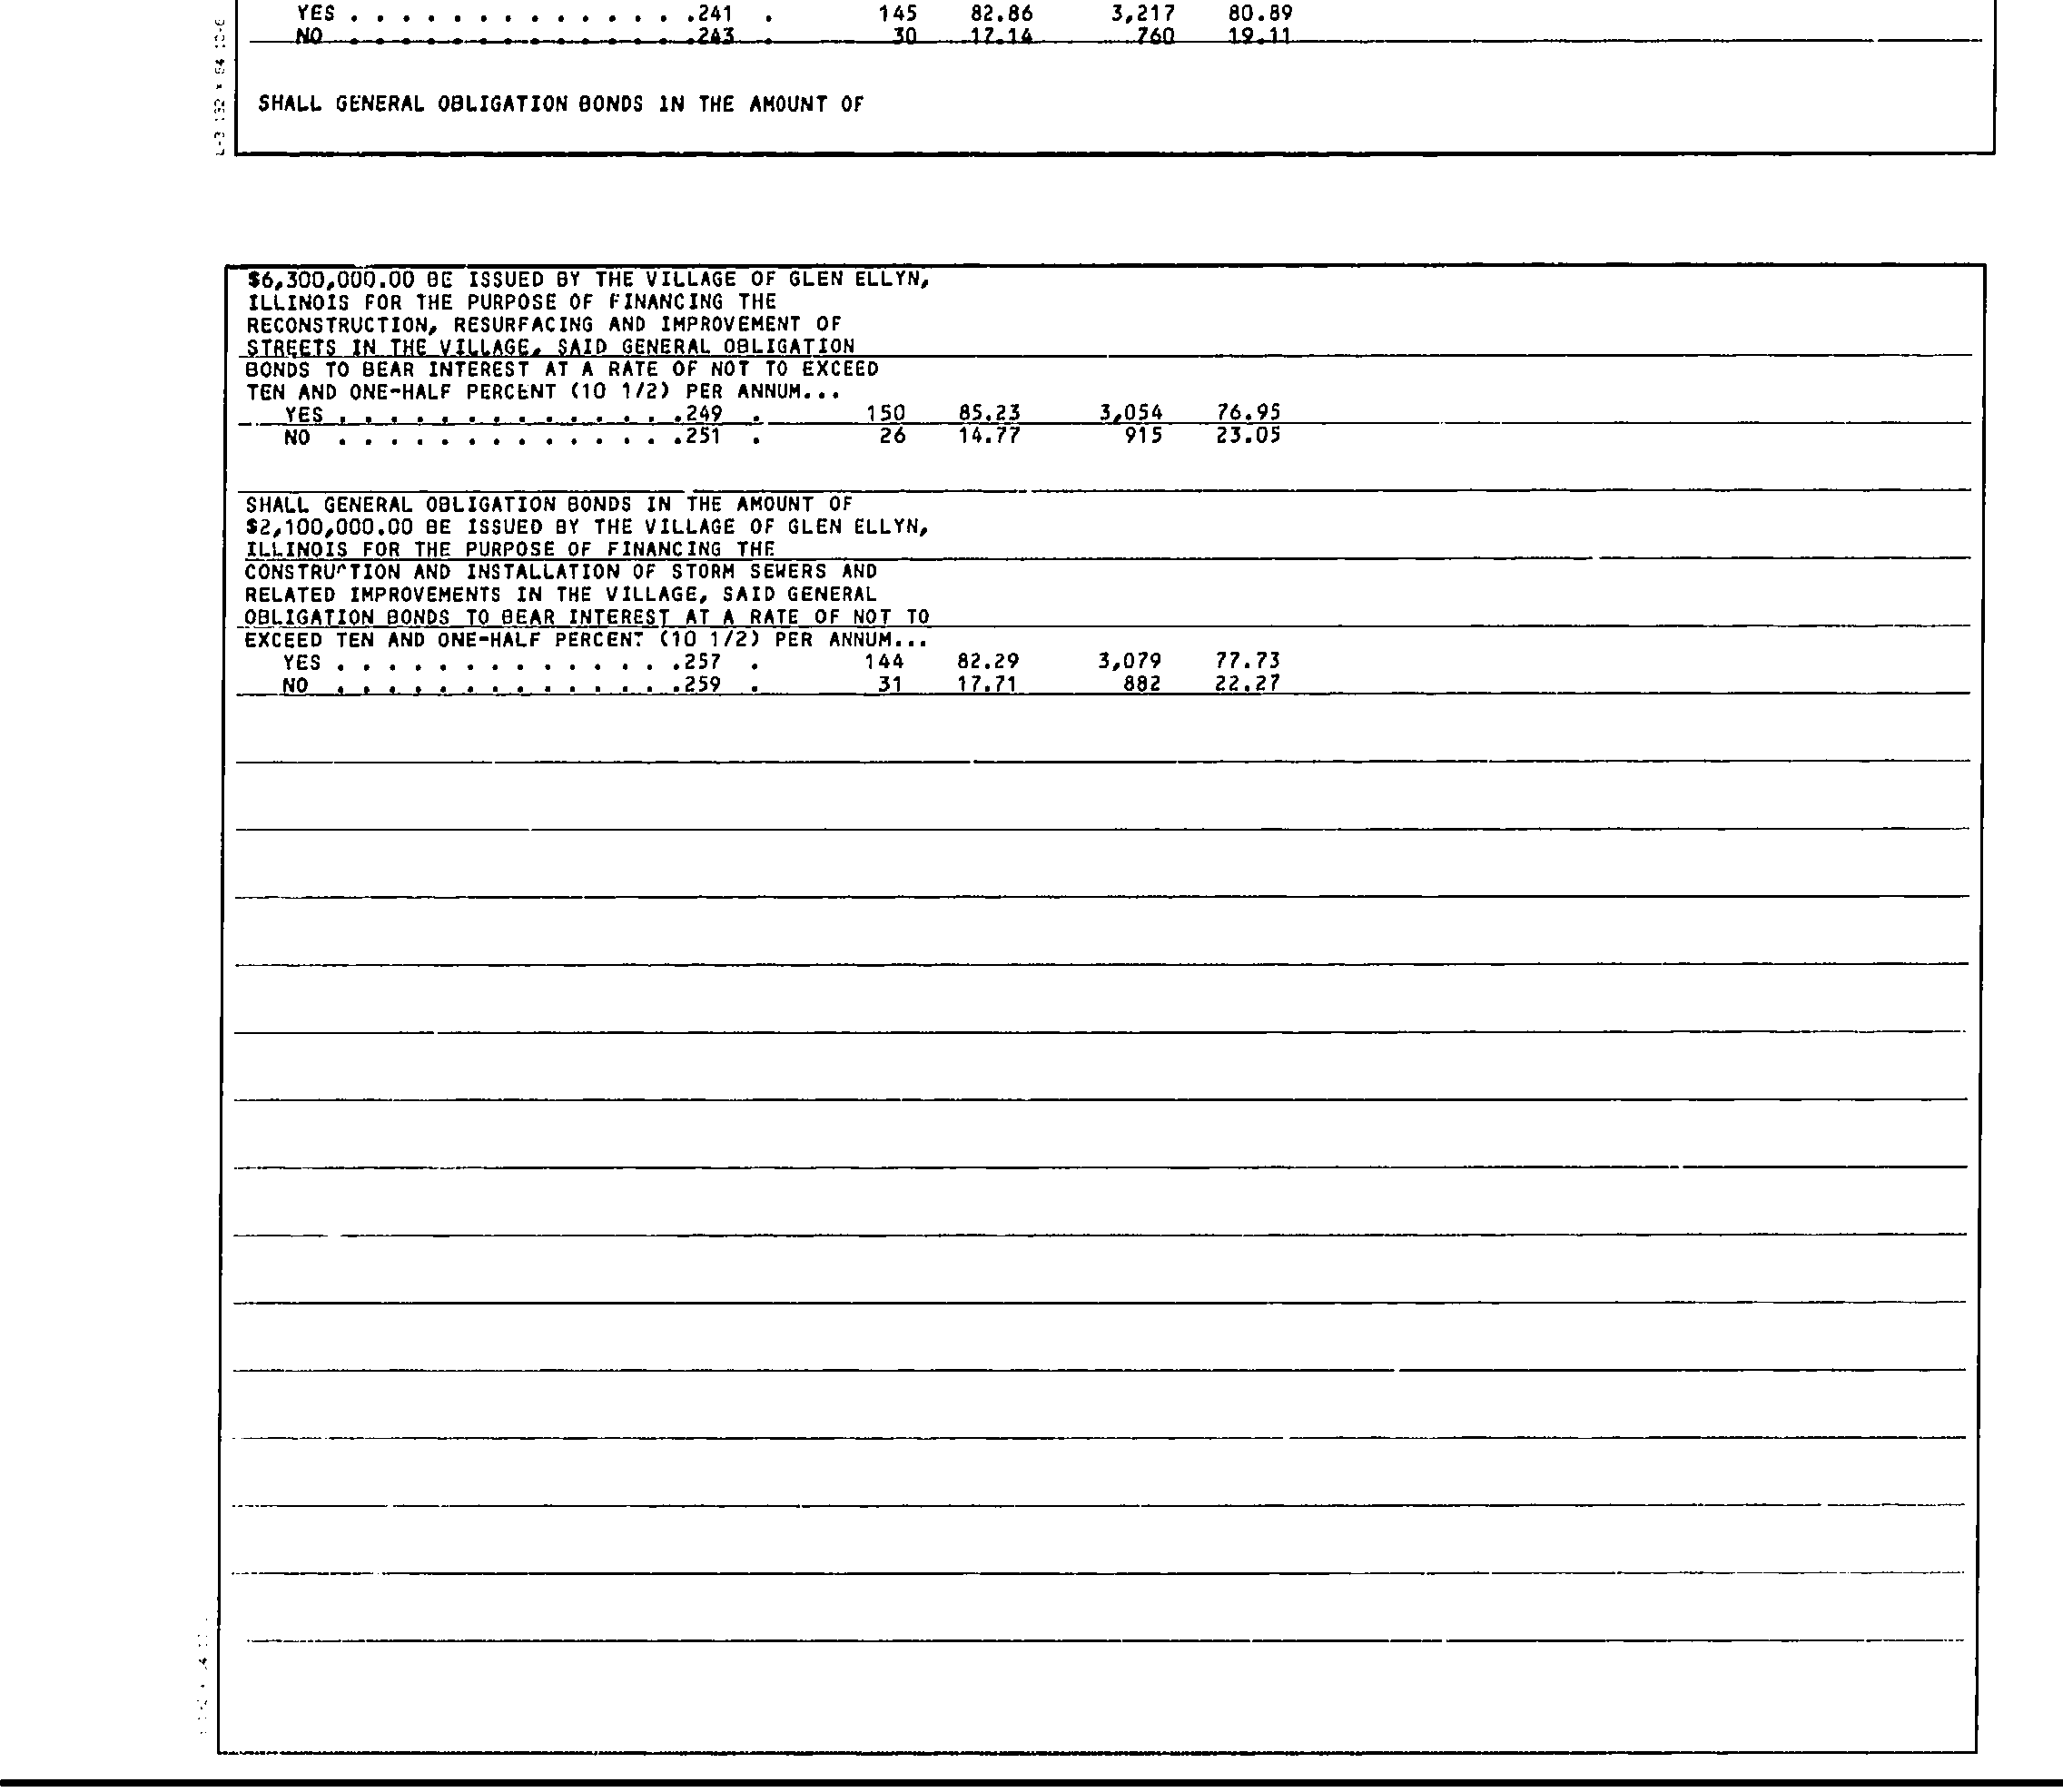 YES . . . . . . . . . . . . . . .241 . 145 82.86 3,217 80.89
NO . . . . . . . . . . . . . . .243 . 30 17.14 760 19.11
SHALL GENERAL OBLIGATION BONDS IN THE AMOUNT OF
$6,300,000.00 BE ISSUED BY THE VILLAGE OF GLEN ELLYN,
ILLINOIS FOR THE PURPOSE OF FINANCING THE
RECONSTRUCTION, RESURFACING AND IMPROVEMENT OF
STREETS IN THE VILLAGE, SAID GENERAL OBLIGATION
BONDS TO BEAR INTEREST AT A RATE OF NOT TO EXCEED
TEN AND ONE-HALF PERCENT (10 1/2) PER ANNUM...
YES . . . . . . . . . . . . . . .249 . 150 85.23 3,054 76.95
NO . . . . . . . . . . . . . . .251 . 26 14.77 915 23.05
SHALL GENERAL OBLIGATION BONDS IN THE AMOUNT OF
$2,100,000.00 BE ISSUED BY THE VILLAGE OF GLEN ELLYN,
ILLINOIS FOR THE PURPOSE OF FINANCING THE
CONSTRUCTION AND INSTALLATION OF STORM SEWERS AND
RELATED IMPROVEMENTS IN THE VILLAGE, SAID GENERAL
OBLIGATION BONDS TO BEAR INTEREST AT A RATE OF NOT TO
EXCEED TEN AND ONE-HALF PERCENT (10 1/2) PER ANNUM...
YES . . . . . . . . . . . . . . .257 . 144 82.29 3,079 77.73
NO . . . . . . . . . . . . . . .259 . 31 17.71 882 22.27